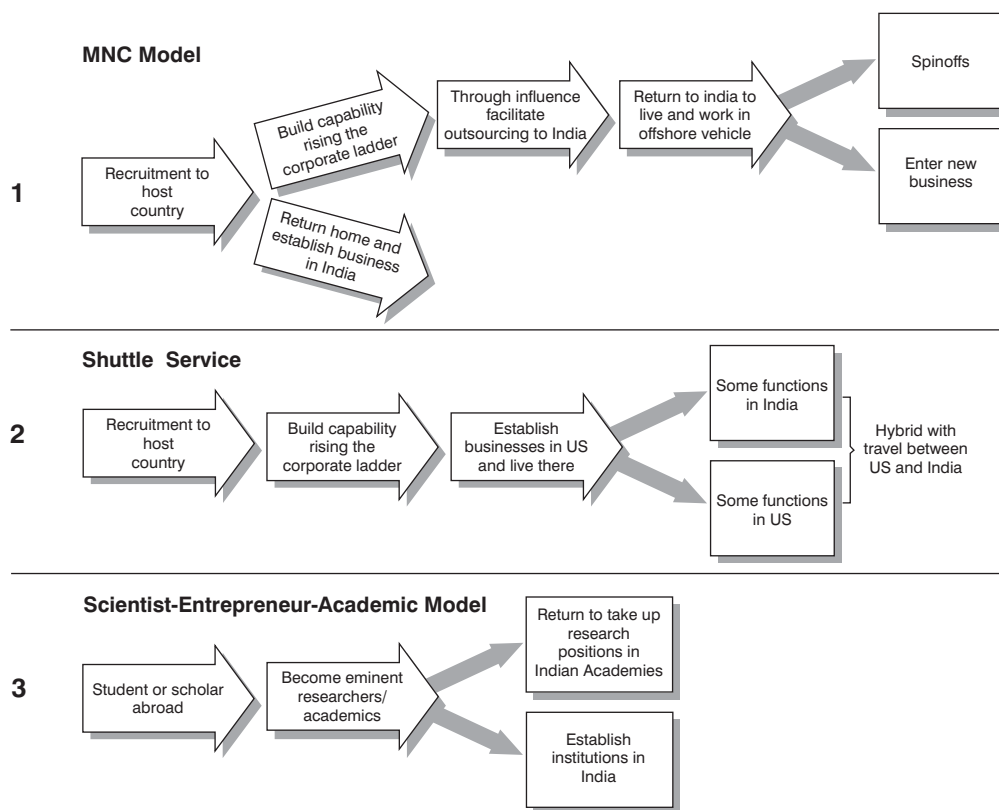 MNC Model
1
Recruitment to
host
country
Build capability
rising the
corporate ladder
Return home and
establish business
in India
Through influence
facilitate
outsourcing to India
Return to india to
live and work in
offshore vehicle
Spinoffs
Enter new
business
Shuttle Service
2
Recruitment to
host
country
Build capability
rising the
corporate ladder
Establish
businesses in US
and live there
Some functions
in India
Some functions
in US
Hybrid with
travel between
US and India
Scientist-Entrepreneur-Academic Model
3
Student or scholar
abroad
Become eminent
researchers/
academics
Return to take up
research
positions in
Indian Academies
Establish
institutions in
India